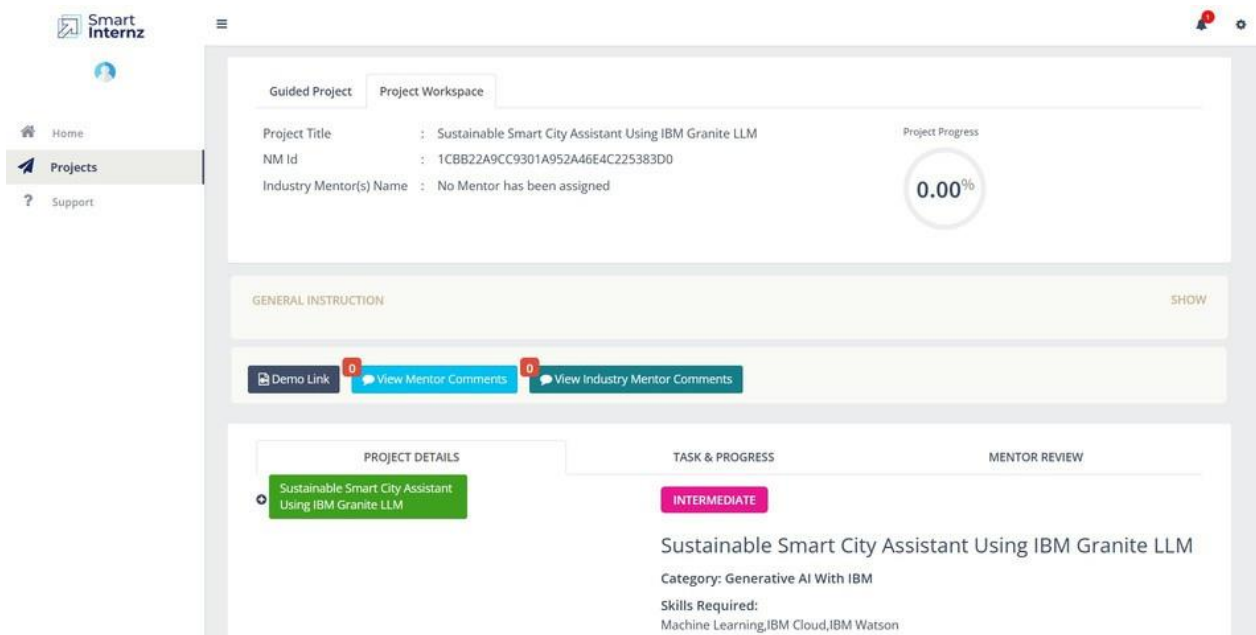 Smart
Internz
1
Home
Projects
? Support
Guided Project Project Workspace
Project Title : Sustainable Smart City Assistant Using IBM Granite LLM
NM Id : 1CBB22A9CC9301A952A46E4C225383D0
Industry Mentor(s) Name : No Mentor has been assigned
Project Progress
0.00%
GENERAL INSTRUCTION SHOW
Demo Link 0 View Mentor Comments 0 View Industry Mentor Comments
PROJECT DETAILS TASK & PROGRESS MENTOR REVIEW
Sustainable Smart City Assistant
Using IBM Granite LLM
INTERMEDIATE
Sustainable Smart City Assistant Using IBM Granite LLM
Category: Generative AI With IBM
Skills Required:
Machine Learning,IBM Cloud,IBM Watson